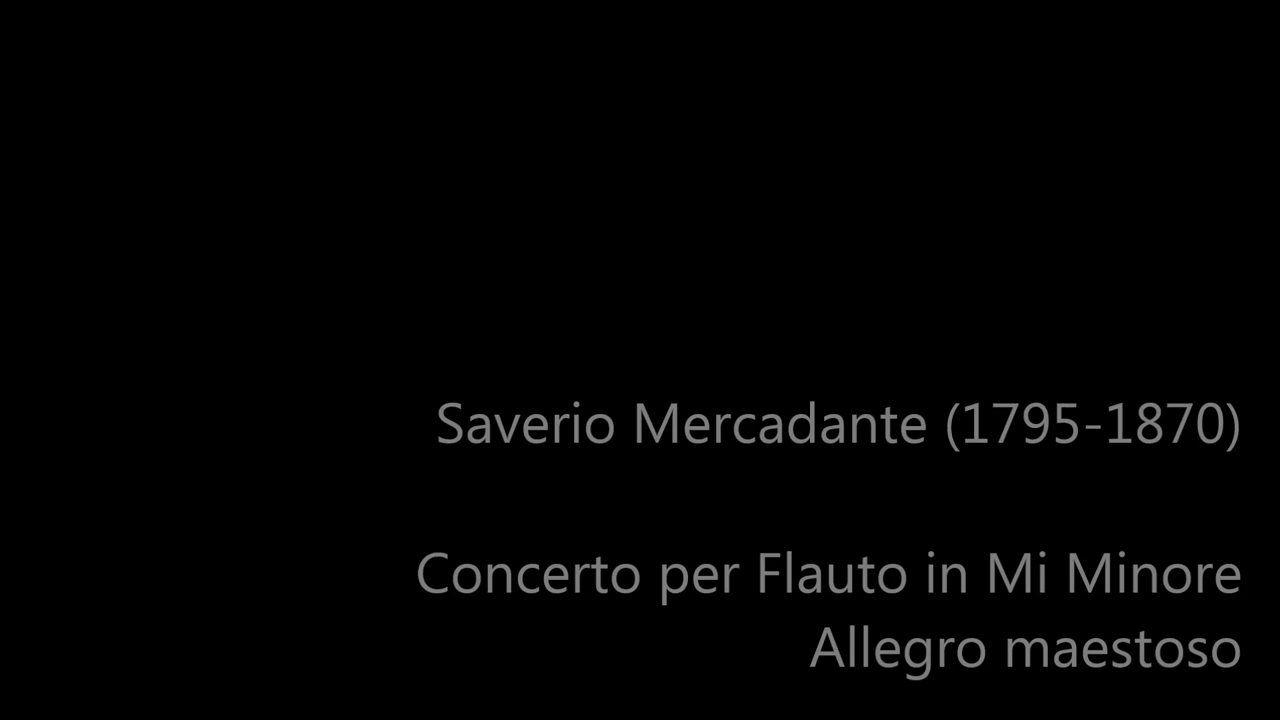 Saverio Mercadante (1795-1870)
Concerto per Flauto in Mi Minore
Allegro maestoso